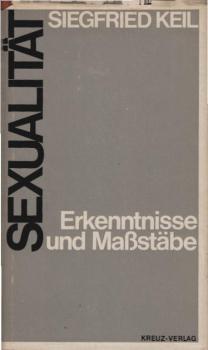 SIEGFRIED KEIL
SEXUALITÄT
Erkenntnisse
und Maßstäbe
KREUZ-VERLAG